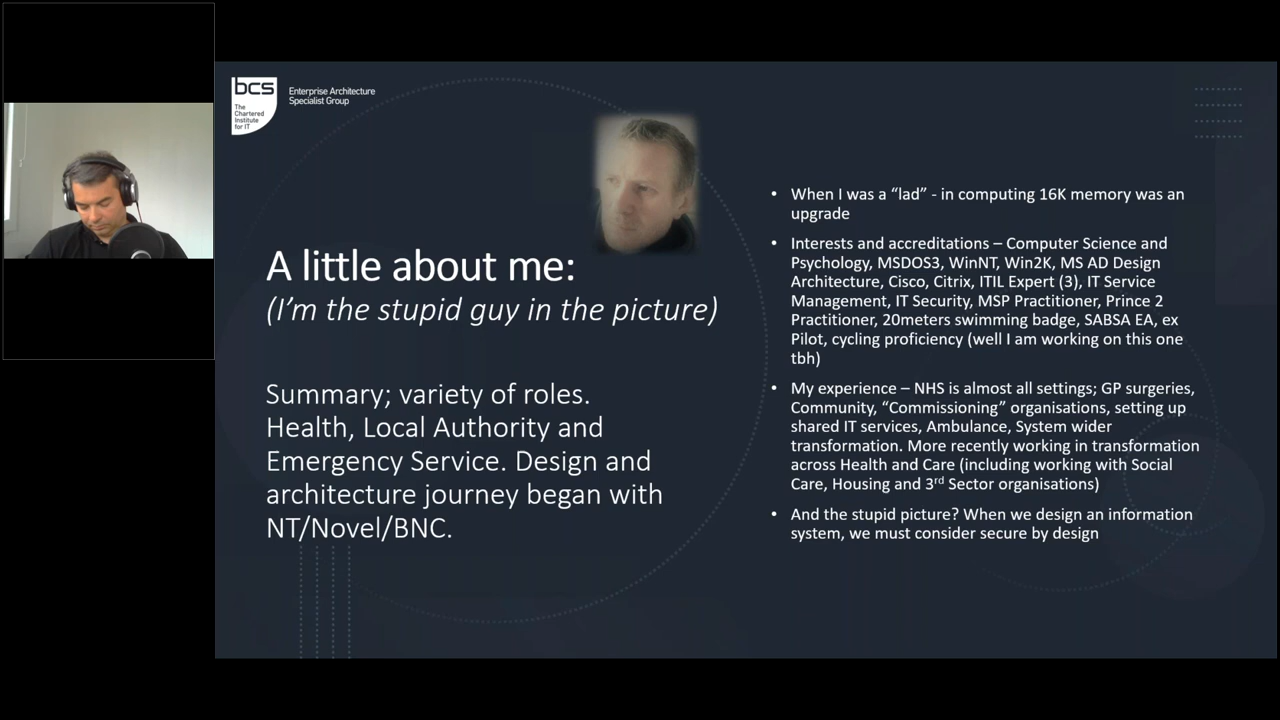 bcs
The
Chartered
Institute
for IT
Enterprise Architecture
Specialist Group
A little about me:
(I'm the stupid guy in the picture)
Summary; variety of roles.
Health, Local Authority and
Emergency Service. Design and
architecture journey began with
NT/Novel/BNC.
• When I was a “lad” - in computing 16K memory was an
upgrade
• Interests and accreditations – Computer Science and
Psychology, MSDOS3, WinNT, Win2K, MS AD Design
Architecture, Cisco, Citrix, ITIL Expert (3), IT Service
Management, IT Security, MSP Practitioner, Prince 2
Practitioner, 20meters swimming badge, SABSA EA, ex
Pilot, cycling proficiency (well I am working on this one
tbh)
• My experience – NHS is almost all settings; GP surgeries,
Community, “Commissioning” organisations, setting up
shared IT services, Ambulance, System wider
transformation. More recently working in transformation
across Health and Care (including working with Social
Care, Housing and 3rd Sector organisations)
• And the stupid picture? When we design an information
system, we must consider secure by design